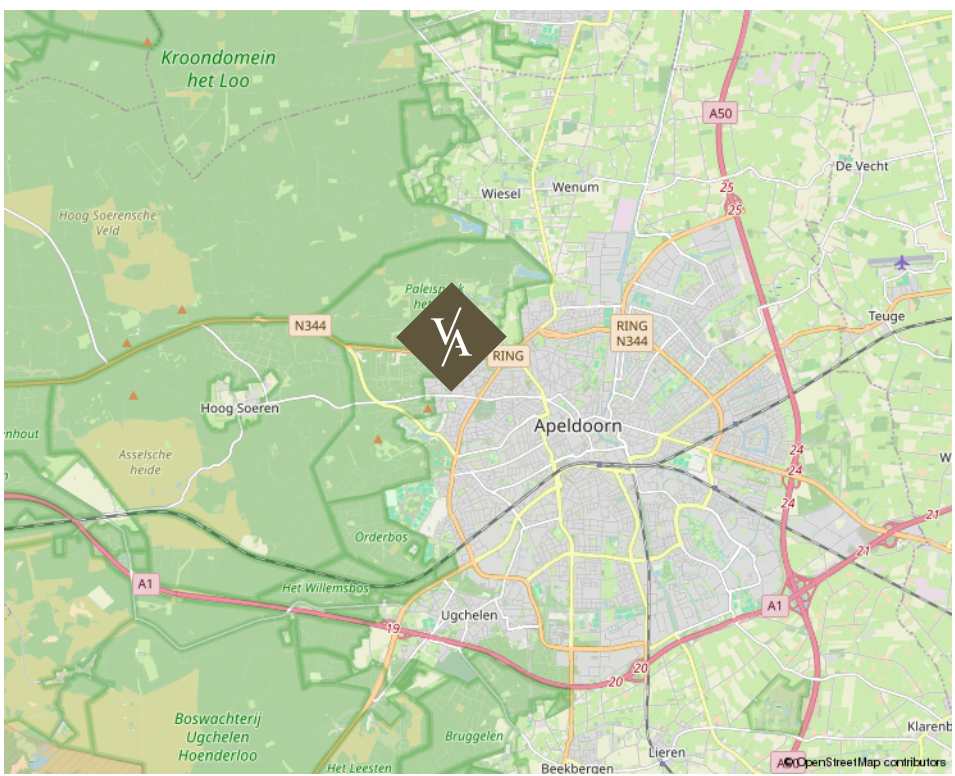 Kroondomein
het Loo
A50
De Vecht
25
Wiesel
Wenum
25
Hoog Soerensche
Veld
Teuge
N344
RING
N344
V/A
RING
Hoog Soeren
Apeldoorn
Asselsche
heide
24
24
24
21
21
Orderbos
A1
Het Willemsbos
A1
Ugchelen
19
20
20
Boswachterij
Ugchelen
Hoenderloo
Bruggelen
Lieren
Het Leesten
Beekbergen
© OpenStreetMap contributors